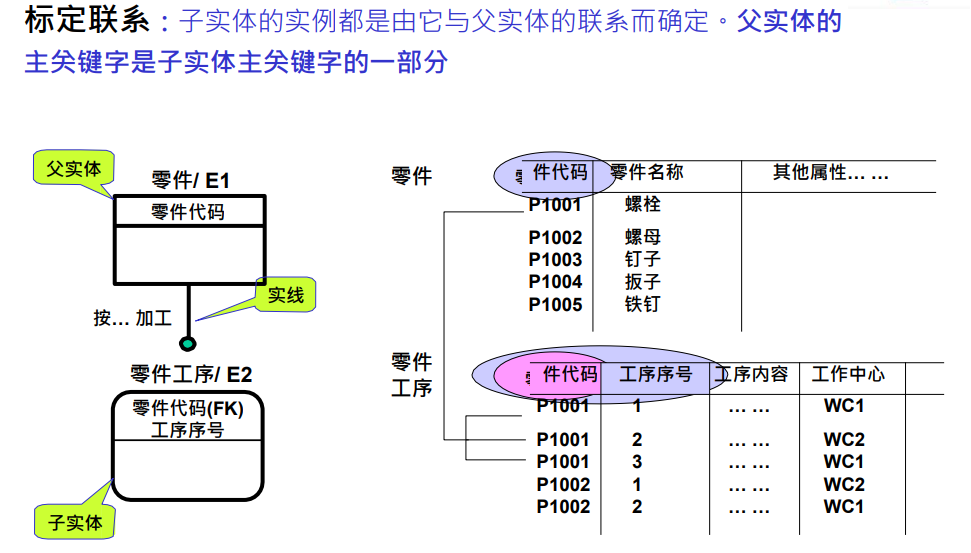 标定联系：子实体的实例都是由它与父实体的联系而确定。父实体的
主关键字是子实体主关键字的一部分
父实体
零件/ E1
零件代码
实线
按… 加工
零件工序/ E2
零件代码(FK)
工序序号
子实体
零件
件代码 零件名称 其他属性… …
P1001 螺栓
P1002 螺母
P1003 钉子
P1004 扳子
P1005 铁钉
零件
工序
件代码 工序序号 工序内容 工作中心
P1001 1 … … WC1
P1001 2 … … WC2
P1001 3 … … WC1
P1002 1 … … WC2
P1002 2 … … WC1